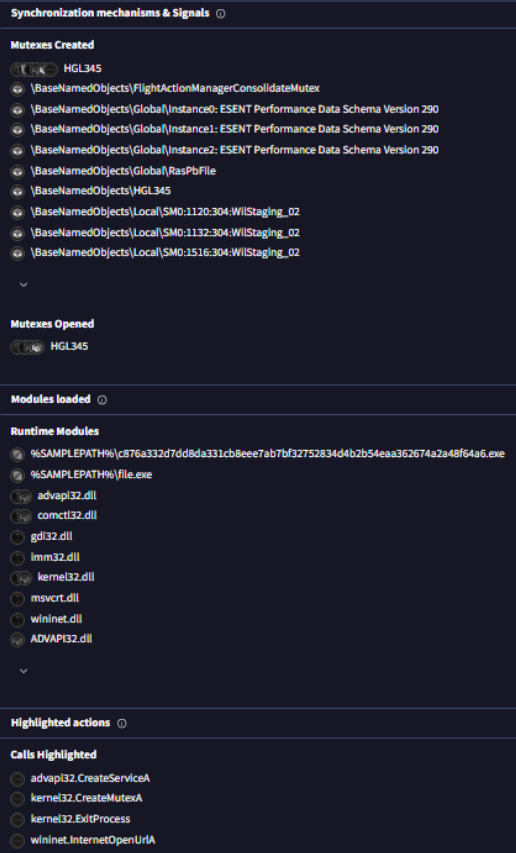 Synchronization mechanisms & Signals
Mutexes Created
HGL345
\BaseNamedObjects\FlightActionManagerConsolidateMutex
\BaseNamedObjects\Global\Instance0: ESENT Performance Data Schema Version 290
\BaseNamedObjects\Global\Instance1: ESENT Performance Data Schema Version 290
\BaseNamedObjects\Global\Instance2: ESENT Performance Data Schema Version 290
\BaseNamedObjects\Global\RasPbFile
\BaseNamedObjects\HGL345
\BaseNamedObjects\Local\SM0:1120:304:WilStaging_02
\BaseNamedObjects\Local\SM0:1132:304:WilStaging_02
\BaseNamedObjects\Local\SM0:1516:304:WilStaging_02
Mutexes Opened
HGL345
Modules loaded
Runtime Modules
%SAMPLEPATH%\c876a332d7dd8da331cb8eee7ab7bf32752834d4b2b54eaa362674a2a48f64a6.exe
%SAMPLEPATH%\file.exe
advapi32.dll
comctl32.dll
gdi32.dll
imm32.dll
kernel32.dll
msvcrt.dll
wininet.dll
ADVAPI32.dll
Highlighted actions
Calls Highlighted
advapi32.CreateServiceA
kernel32.CreateMutexA
kernel32.ExitProcess
wininet.InternetOpenUrlA